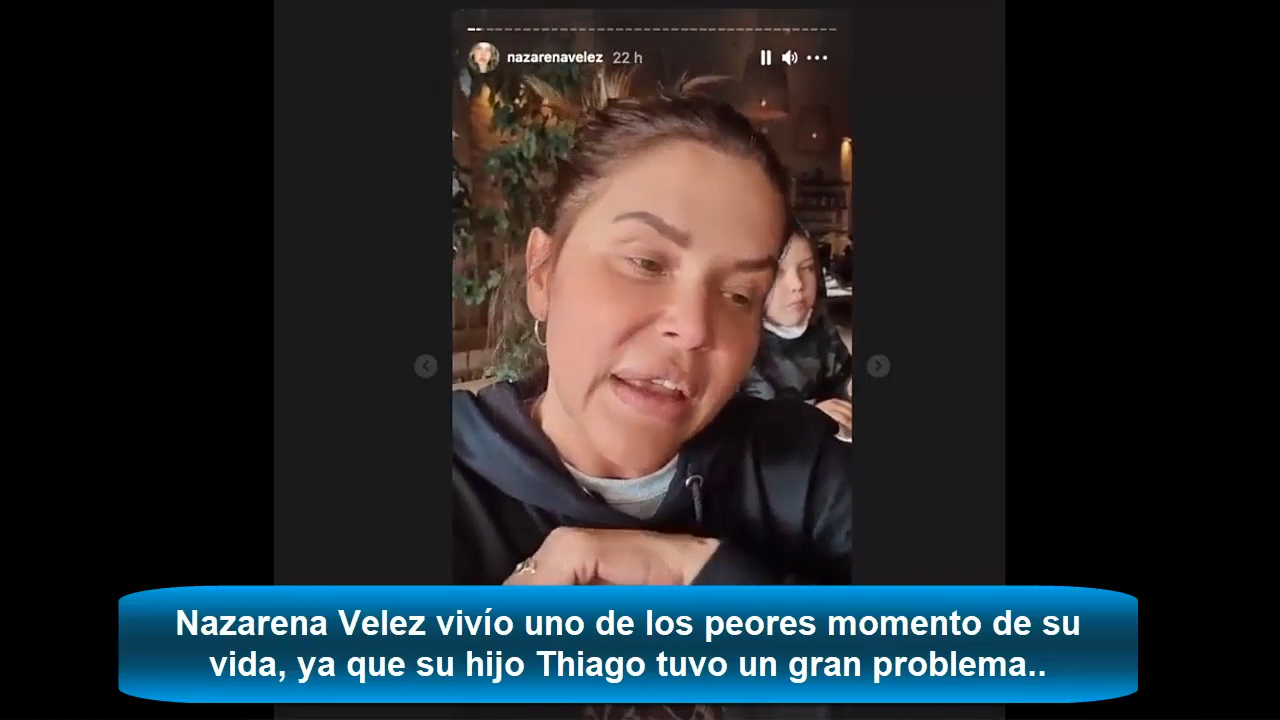 nazarenavelez 22 h
Nazarena Velez vivío uno de los peores momento de su
vida, ya que su hijo Thiago tuvo un gran problema..